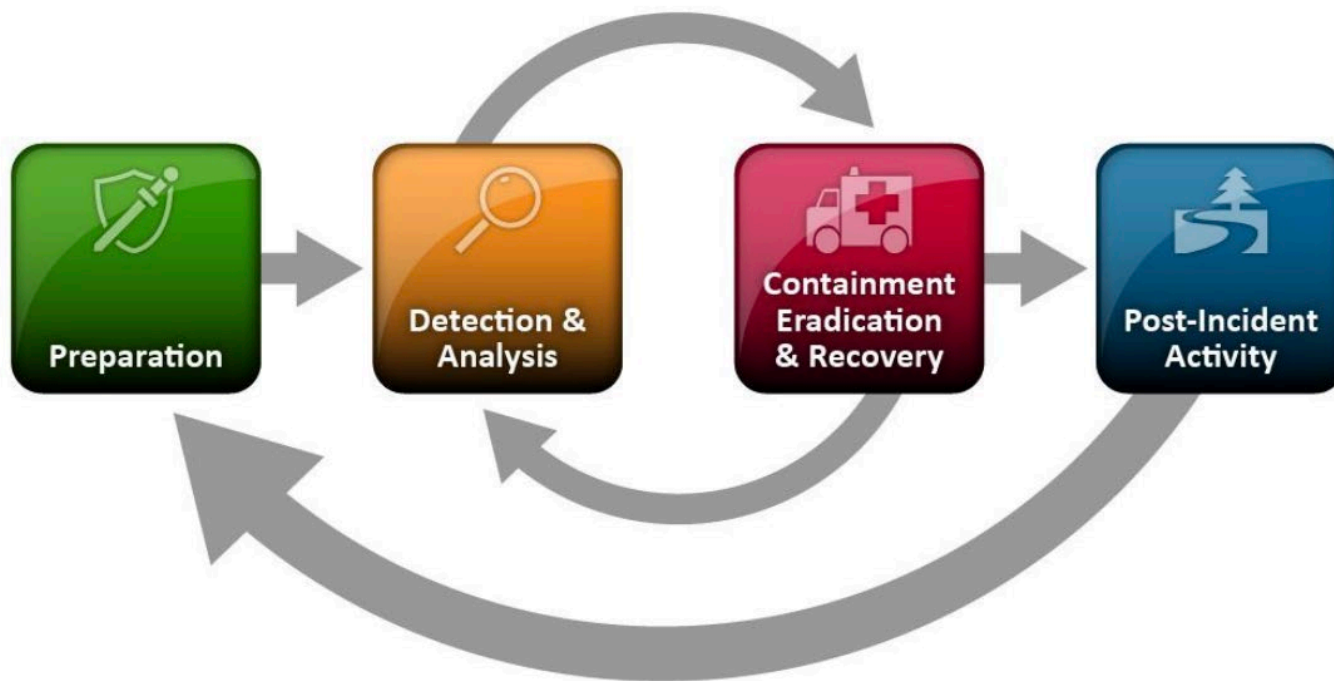 Preparation
Detection &
Analysis
Containment
Eradication
& Recovery
Post-Incident
Activity